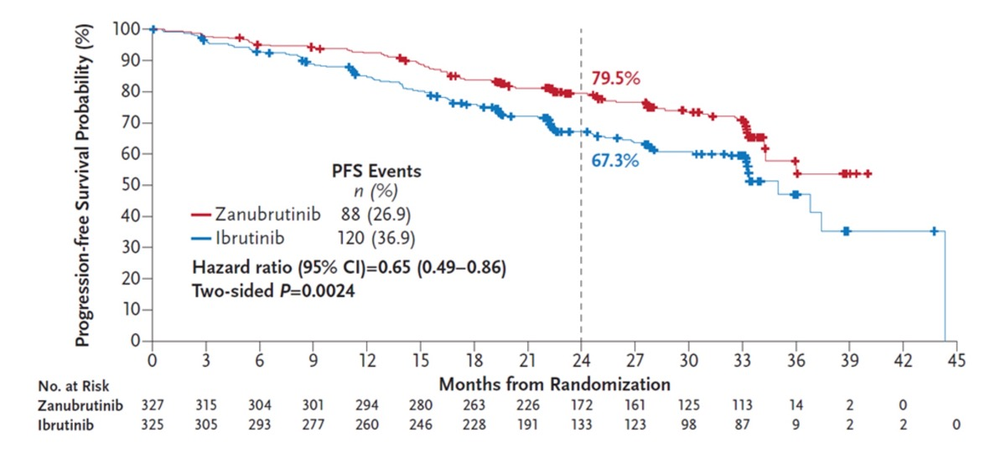 Progression-free Survival Probability (%)
100
90
80
70
60
50
40
30
20
10
0
79.5%
67.3%
PFS Events
n (%)
Zanubrutinib 88 (26.9)
Ibrutinib 120 (36.9)
Hazard ratio (95% CI)=0.65 (0.49–0.86)
Two-sided P=0.0024
0 3 6 9 12 15 18 21 24 27 30 33 36 39 42 45
Months from Randomization
No. at Risk
Zanubrutinib 327 315 304 301 294 280 263 226 172 161 125 113 14 2 0
Ibrutinib 325 305 293 277 260 246 228 191 133 123 98 87 9 2 2 0